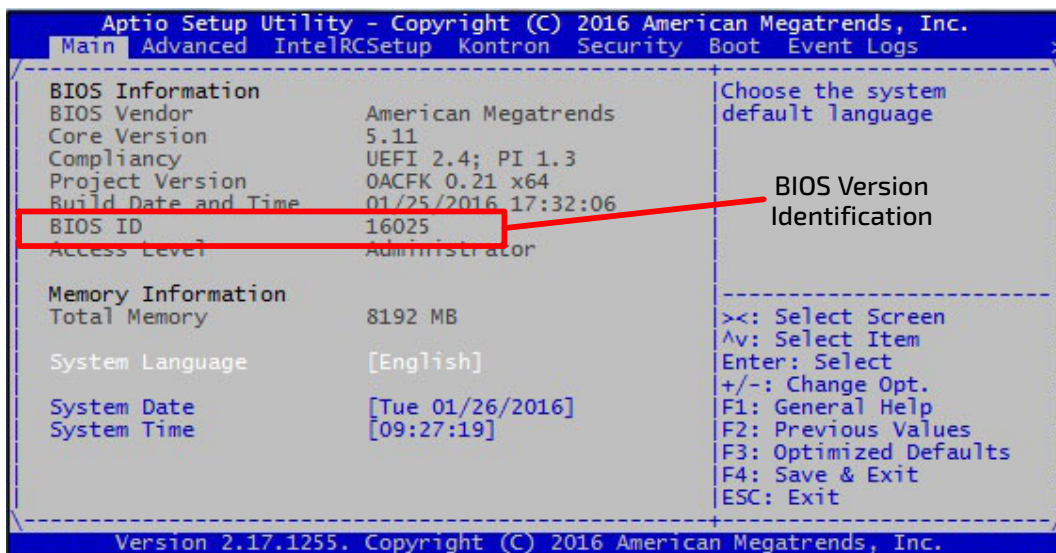 Aptio Setup Utility - Copyright (C) 2016 American Megatrends, Inc.
Main Advanced IntelRCSetup Kontron Security Boot Event Logs >
BIOS Information
BIOS Vendor American Megatrends
Core Version 5.11
Compliancy UEFI 2.4; PI 1.3
Project Version 0ACFK 0.21 x64
Build Date and Time 01/25/2016 17:32:06
BIOS ID 16025
Access Level Administrator
Memory Information
Total Memory 8192 MB
System Language [English]
System Date [Tue 01/26/2016]
System Time [09:27:19]
Choose the system
default language
BIOS Version
Identification
><: Select Screen
^v: Select Item
Enter: Select
+/-: Change Opt.
F1: General Help
F2: Previous Values
F3: Optimized Defaults
F4: Save & Exit
ESC: Exit
Version 2.17.1255. Copyright (C) 2016 American Megatrends, Inc.